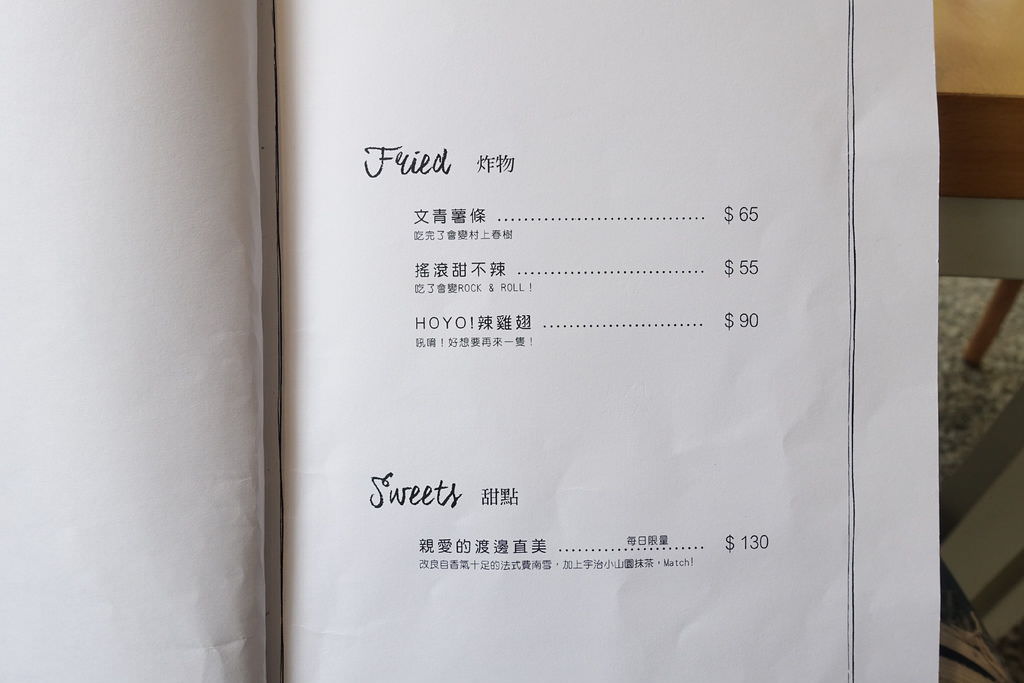 Fried 炸物
文青薯條 ................................ $ 65
吃完了會變村上春樹
搖滾甜不辣 ............................. $ 55
吃了會變ROCK & ROLL!
HOYO!辣雞翅 ......................... $ 90
吼唷!好想要再來一隻!
Sweets 甜點
親愛的渡邊直美 ....................... 每日限量 $ 130
改良自香氣十足的法式費南雪,加上宇治小山園抹茶,Match!